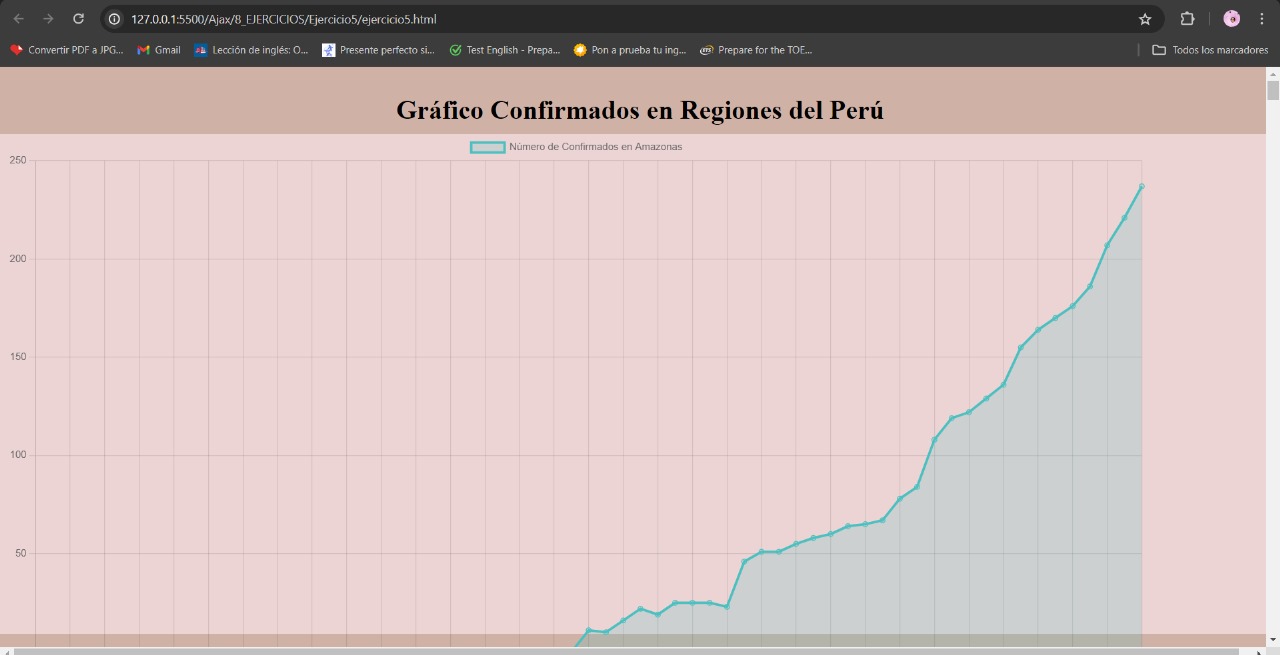 127.0.0.1:5500/Ajax/8_EJERCICIOS/Ejercicio5/ejercicio5.html
Convertir PDF a JPG...
Gmail
Lección de inglés: O...
Presente perfecto si...
Test English - Prepa...
Pon a prueba tu ing...
Prepare for the TOE...
Todos los marcadores
Gráfico Confirmados en Regiones del Perú
Número de Confirmados en Amazonas
250
200
150
100
50